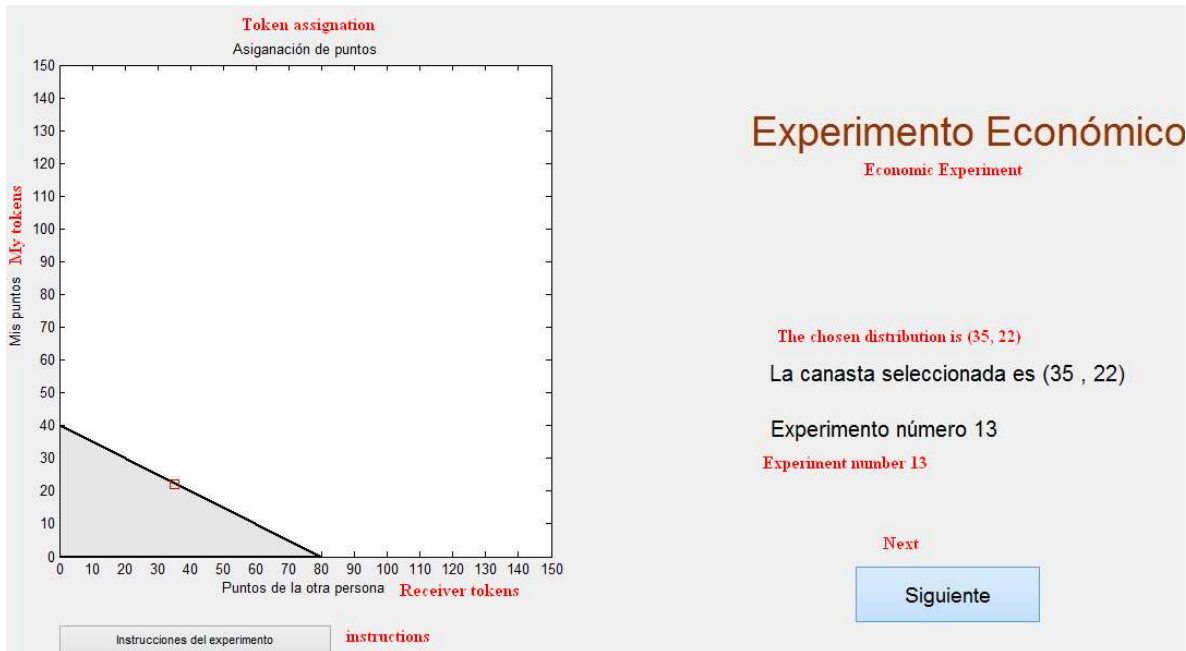 Token assignation
Asiganación de puntos
150
140
130
120
110
100
90
80
70
60
50
40
30
20
10
0
My tokens
Mis puntos
0 10 20 30 40 50 60 70 80 90 100 110 120 130 140 150
Puntos de la otra persona Receiver tokens
Instrucciones del experimento instructions
Experimento Económico
Economic Experiment
The chosen distribution is (35, 22)
La canasta seleccionada es (35 , 22)
Experimento número 13
Experiment number 13
Next
Siguiente